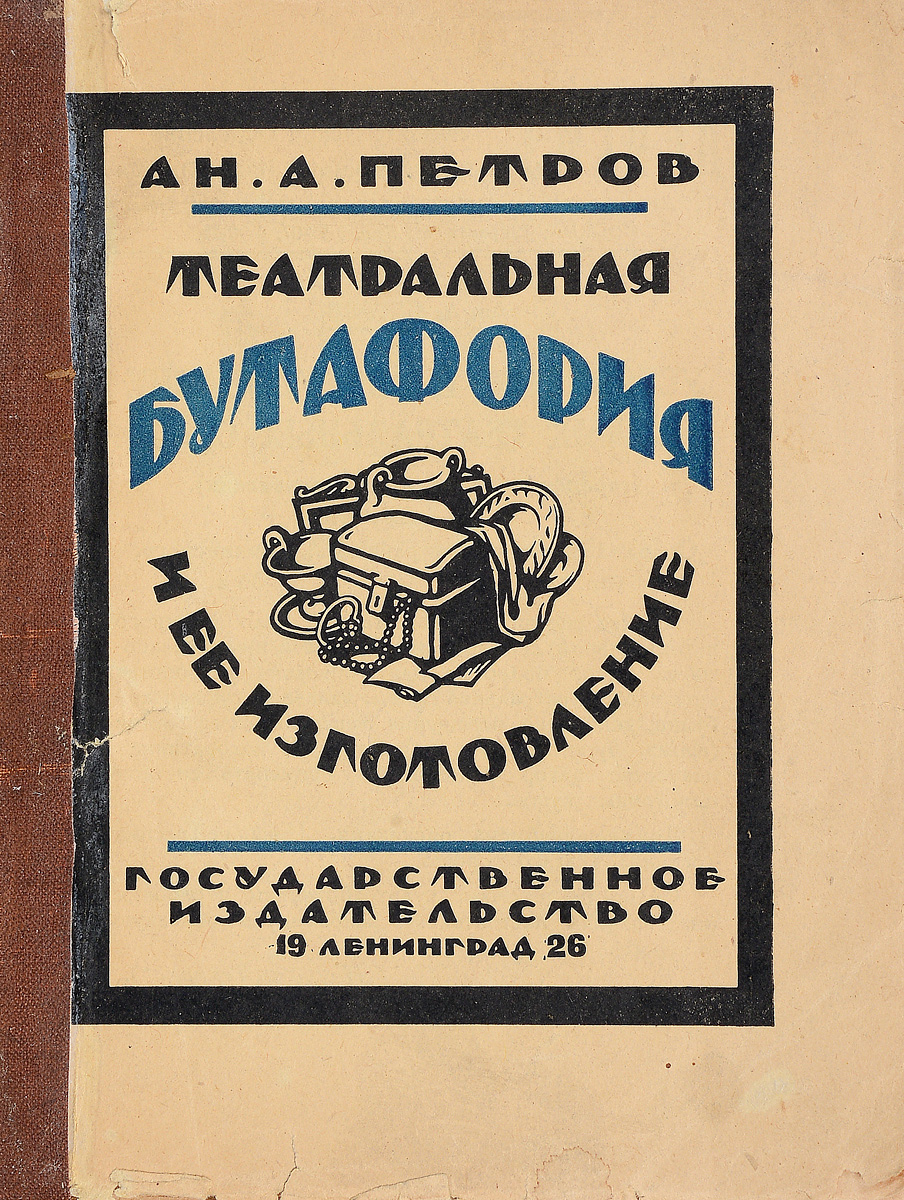 АН. А. ПЕТРОВ
ТЕАТРАЛЬНАЯ
БУТАФОРИЯ
И ЕЕ ИЗГОТОВЛЕНИЕ
ГОСУДАРСТВЕННОЕ
ИЗДАТЕЛЬСТВО
19 ЛЕНИНГРАД 26